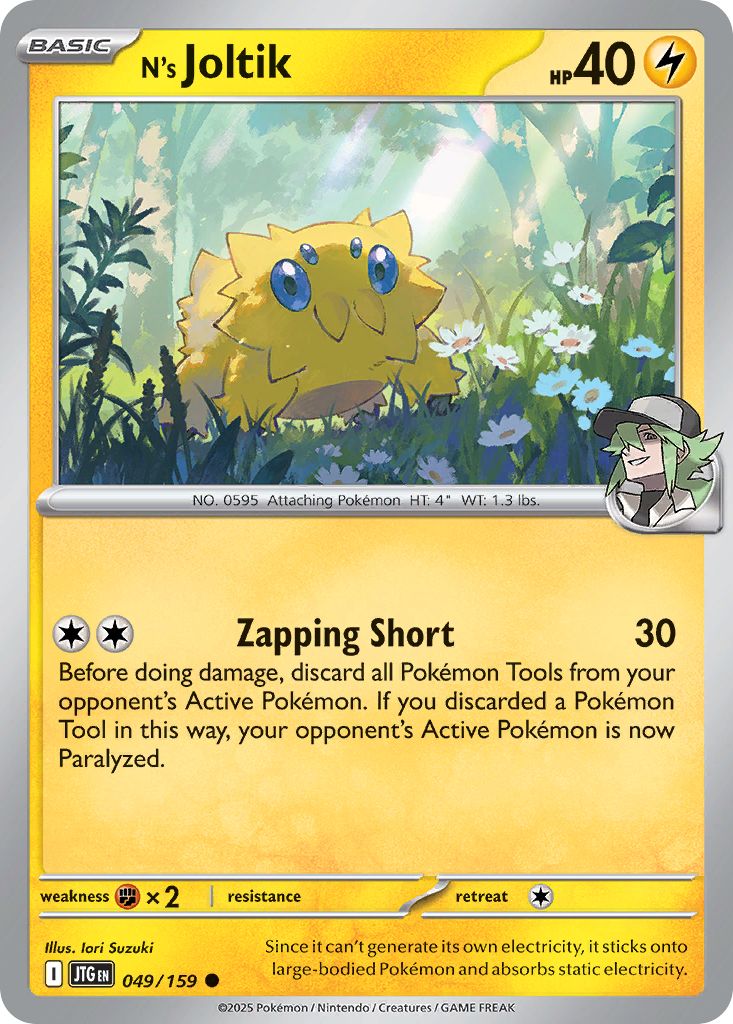 BASIC
N's Joltik
HP 40
NO. 0595 Attaching Pokémon HT: 4" WT: 1.3 lbs.
Zapping Short 30
Before doing damage, discard all Pokémon Tools from your
opponent's Active Pokémon. If you discarded a Pokémon
Tool in this way, your opponent's Active Pokémon is now
Paralyzed.
weakness ×2 resistance retreat
Illus. Iori Suzuki
Since it can't generate its own electricity, it sticks onto
large-bodied Pokémon and absorbs static electricity.
I JTG EN 049/159
©2025 Pokémon / Nintendo / Creatures / GAME FREAK